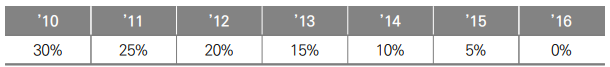 ’10 ’11 ’12 ’13 ’14 ’15 ’16
30% 25% 20% 15% 10% 5% 0%